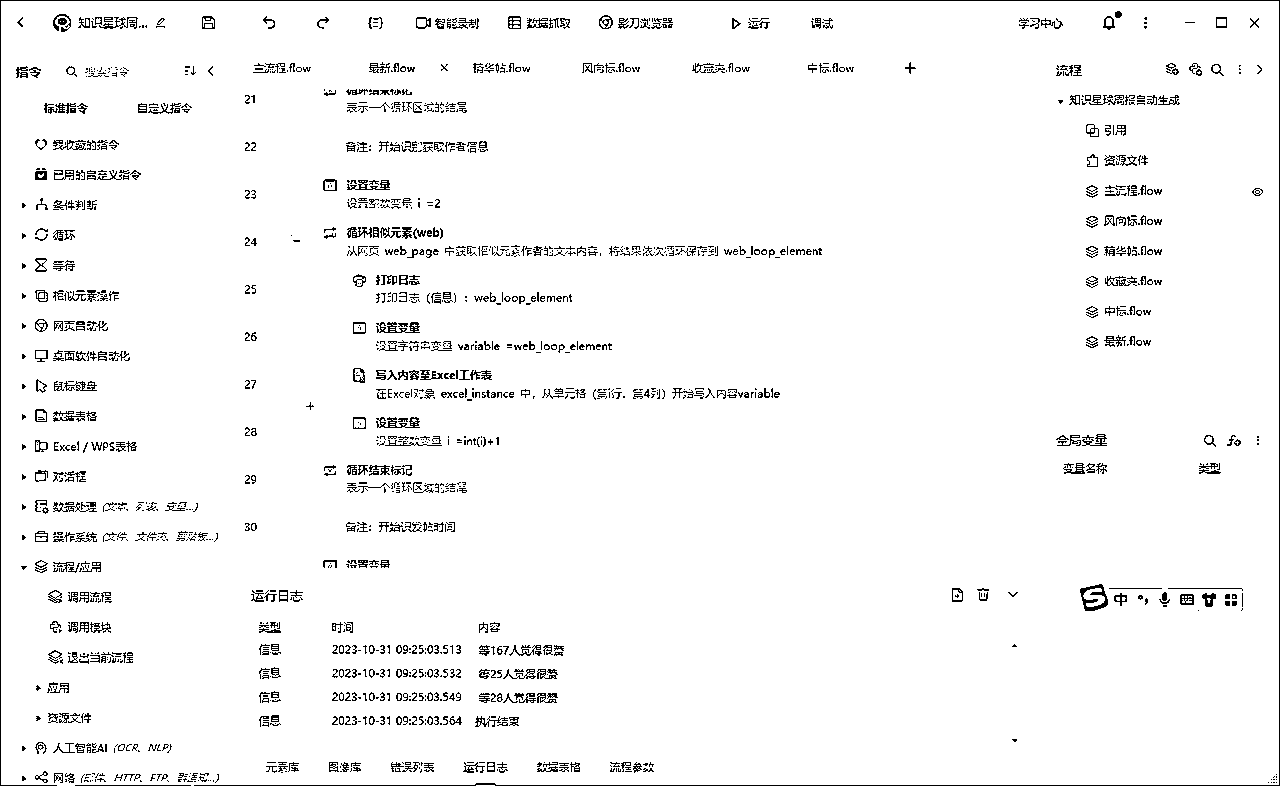 知识星球周... 智能录制 数据抓取 影刀浏览器 运行 调试 学习中心
指令 搜索指令
标准指令 自定义指令
我收藏的指令
已用的自定义指令
条件判断
循环
等待
相似元素操作
网页自动化
桌面软件自动化
鼠标键盘
数据表格
Excel / WPS表格
对话框
数据处理 (文本、列表、变量...)
操作系统 (文件、文件夹、剪贴板...)
流程/应用
调用流程
调用模块
退出当前流程
应用
资源文件
人工智能AI (OCR、NLP)
网络 (邮件、HTTP、FTP、群通知...)
主流程.flow 最新.flow 精华帖.flow 风向标.flow 收藏夹.flow 中标.flow
循环结束标记
21 表示一个循环区域的结尾
22 备注：开始识别获取作者信息
设置变量
23 设置整数变量 i =2
24 循环相似元素(web)
从网页 web_page 中获取相似元素作者的文本内容，将结果依次循环保存到 web_loop_element
25 打印日志
打印日志（信息）：web_loop_element
26 设置变量
设置字符串变量 variable =web_loop_element
27 写入内容至Excel工作表
在Excel对象 excel_instance 中，从单元格（第i行、第4列）开始写入内容variable
28 设置变量
设置整数变量 i =int(i)+1
29 循环结束标记
表示一个循环区域的结尾
30 备注：开始识发帖时间
设置变量
运行日志
类型 时间 内容
信息 2023-10-31 09:25:03.513 等167人觉得很赞
信息 2023-10-31 09:25:03.532 等25人觉得很赞
信息 2023-10-31 09:25:03.549 等28人觉得很赞
信息 2023-10-31 09:25:03.564 执行结束
元素库 图像库 错误列表 运行日志 数据表格 流程参数
流程
知识星球周报自动生成
引用
资源文件
主流程.flow
风向标.flow
精华帖.flow
收藏夹.flow
中标.flow
最新.flow
全局变量
变量名称 类型
S 中